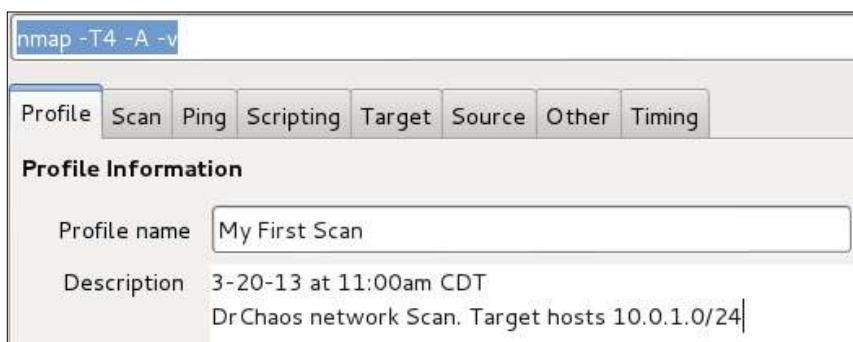 nmap -T4 -A -v
Profile Scan Ping Scripting Target Source Other Timing
Profile Information
Profile name My First Scan
Description 3-20-13 at 11:00am CDT
DrChaos network Scan. Target hosts 10.0.1.0/24